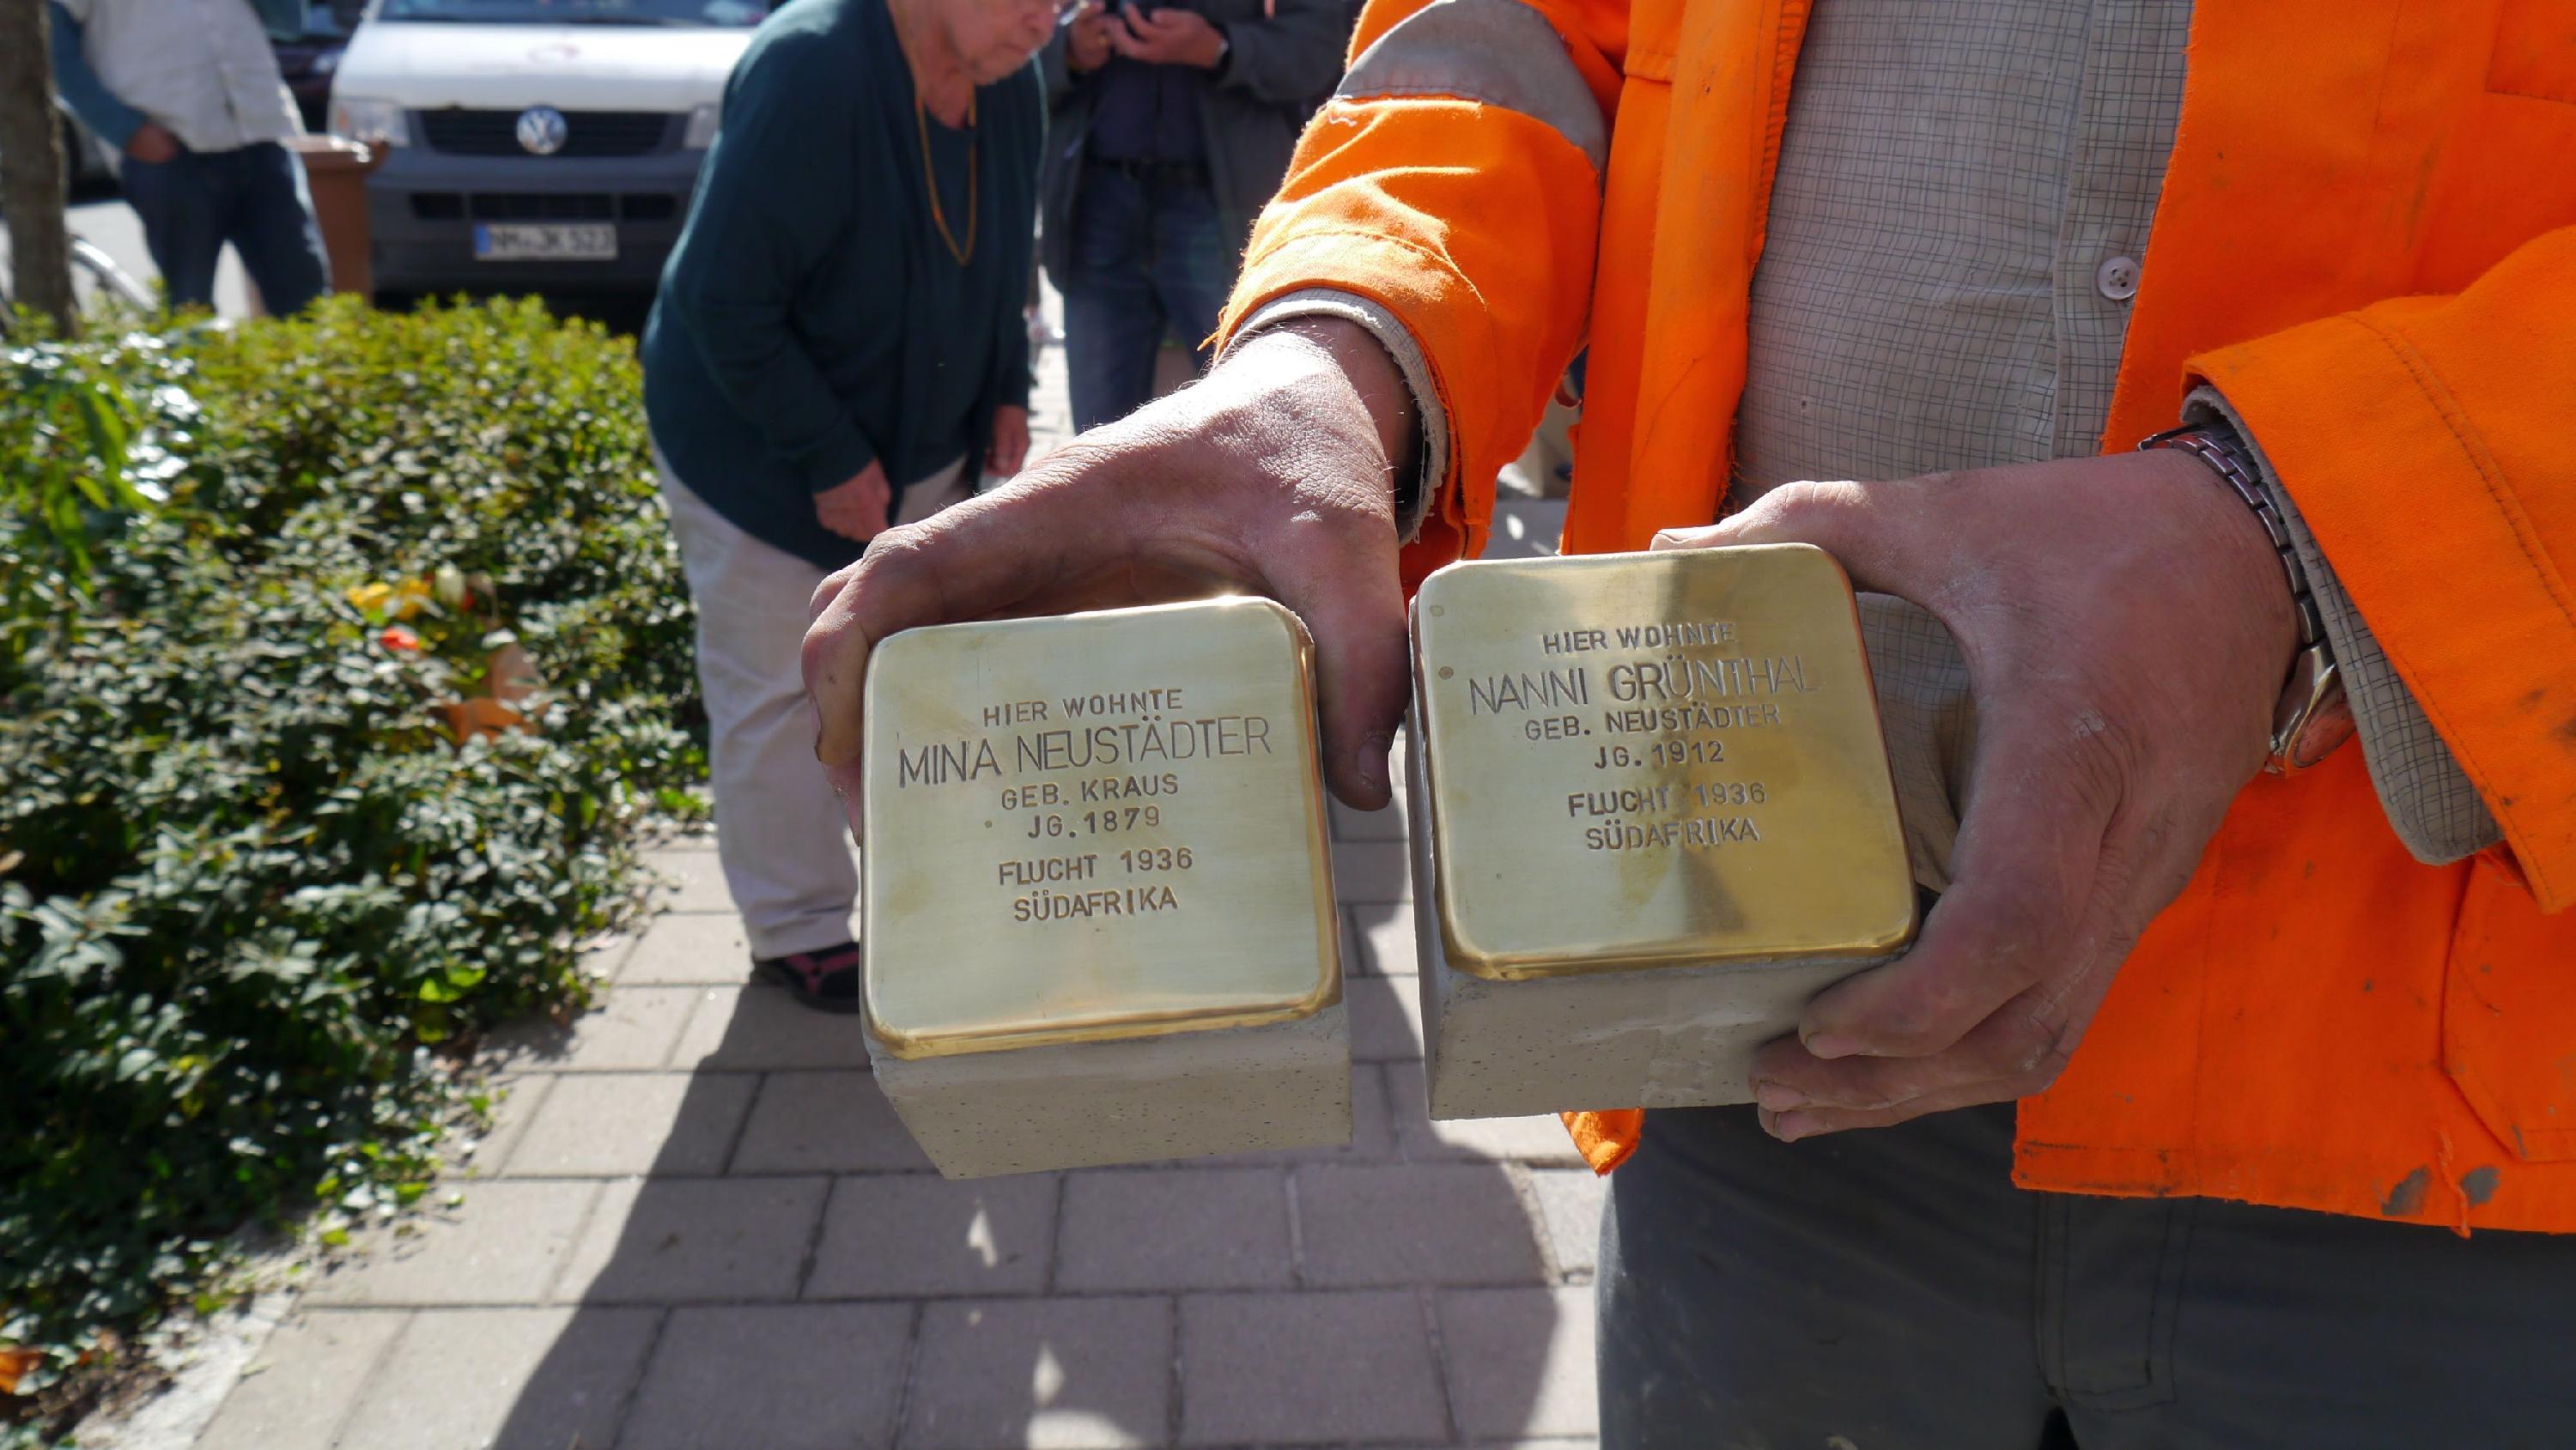 HIER WOHNTE
MINA NEUSTÄDTER
GEB. KRAUS
JG. 1879
FLUCHT 1936
SÜDAFRIKA
HIER WOHNTE
NANNI GRÜNTHAL
GEB. NEUSTÄDTER
JG. 1912
FLUCHT 1936
SÜDAFRIKA